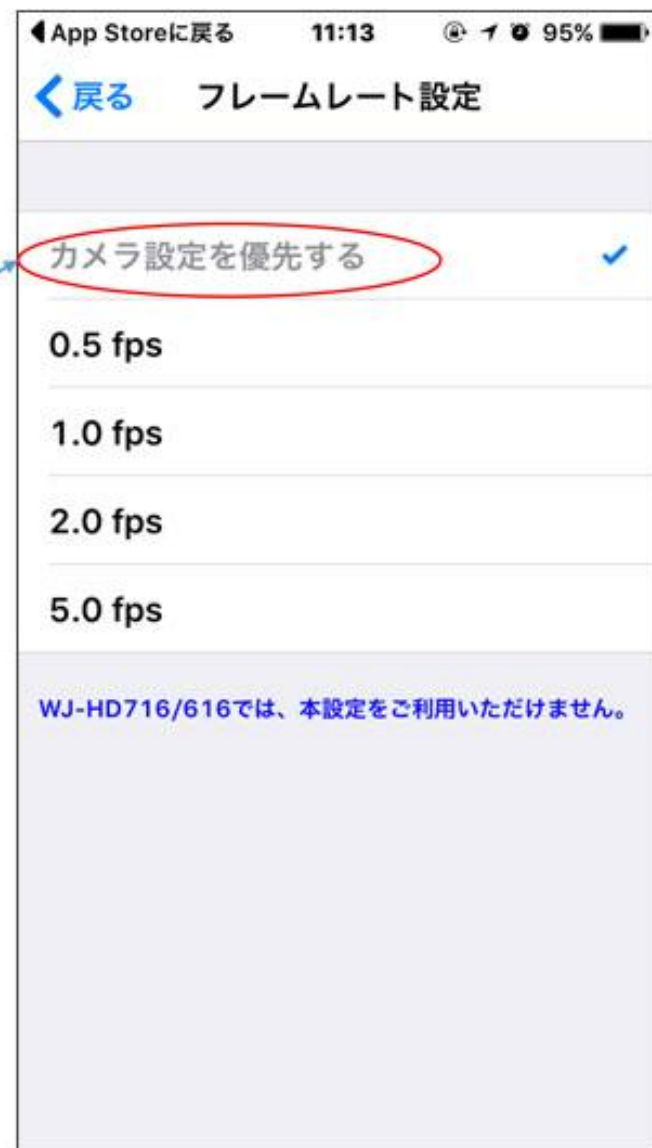 App Storeに戻る 11:13 95%
戻る フレームレート設定
カメラ設定を優先する
0.5 fps
1.0 fps
2.0 fps
5.0 fps
WJ-HD716/616では、本設定をご利用いただけません。